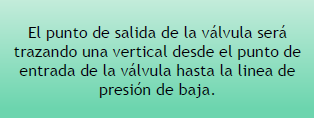 El punto de salida de la válvula será
trazando una vertical desde el punto de
entrada de la válvula hasta la linea de
presión de baja.